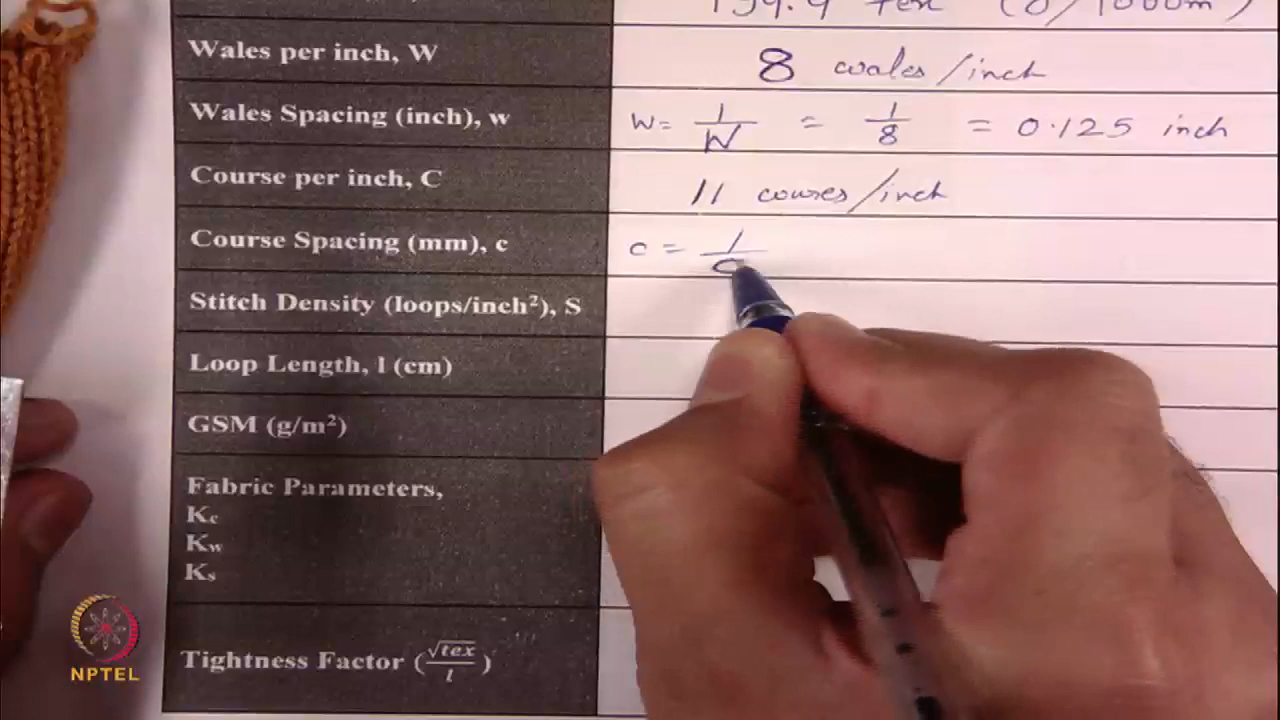 Wales per inch, W 8 wales/inch
Wales Spacing (inch), w w = 1/W = 1/8 = 0.125 inch
Course per inch, C 11 courses/inch
Course Spacing (mm), c c = 1/C
Stitch Density (loops/inch²), S
Loop Length, l (cm)
GSM (g/m²)
Fabric Parameters,
Kc
Kw
Ks
Tightness Factor (√tex/l)
NPTEL